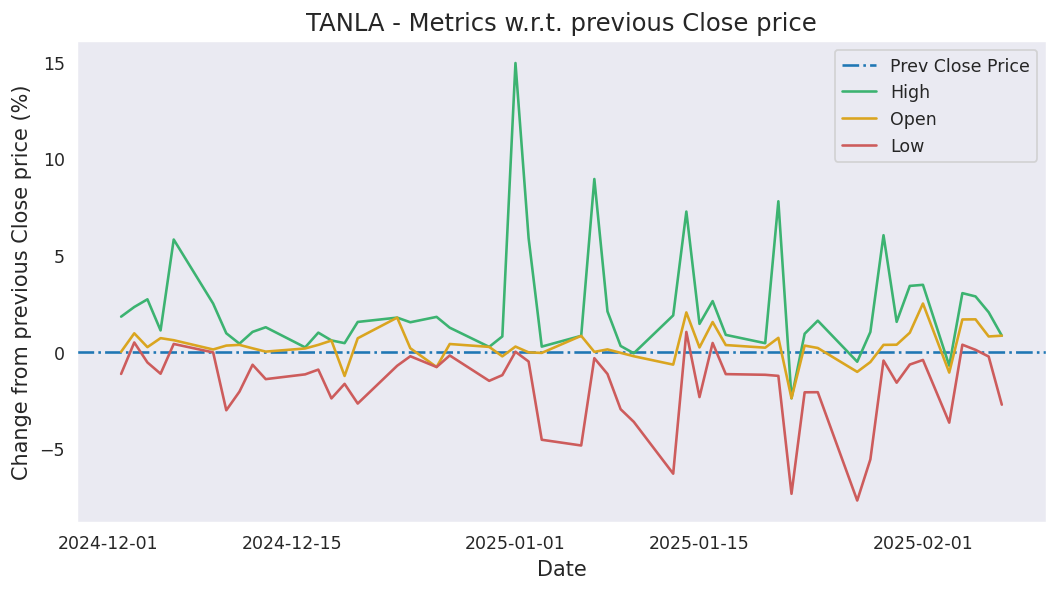 TANLA - Metrics w.r.t. previous Close price
Change from previous Close price (%)
15
10
5
0
−5
Prev Close Price
High
Open
Low
2024-12-01
2024-12-15
2025-01-01
2025-01-15
2025-02-01
Date